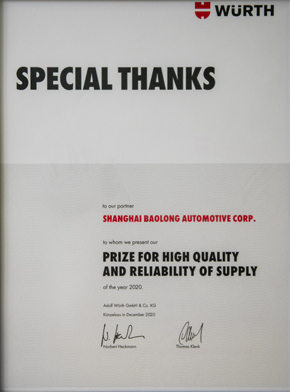 WÜRTH
SPECIAL THANKS
to our partner
SHANGHAI BAOLONG AUTOMOTIVE CORP.
to whom we present our
PRIZE FOR HIGH QUALITY
AND RELIABILITY OF SUPPLY
of the year 2020.
Adolf Würth GmbH & Co. KG
Künzelsau in December 2020
Norbert Heckmann Thomas Klenk